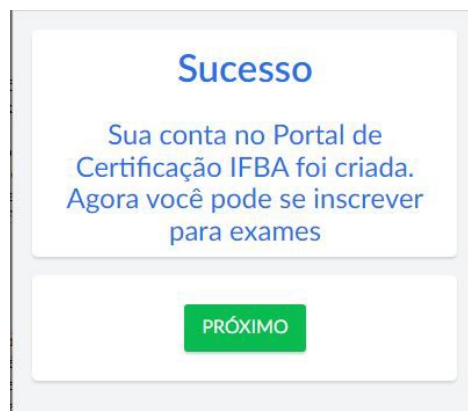 Sucesso
Sua conta no Portal de
Certificação IFBA foi criada.
Agora você pode se inscrever
para exames
PRÓXIMO